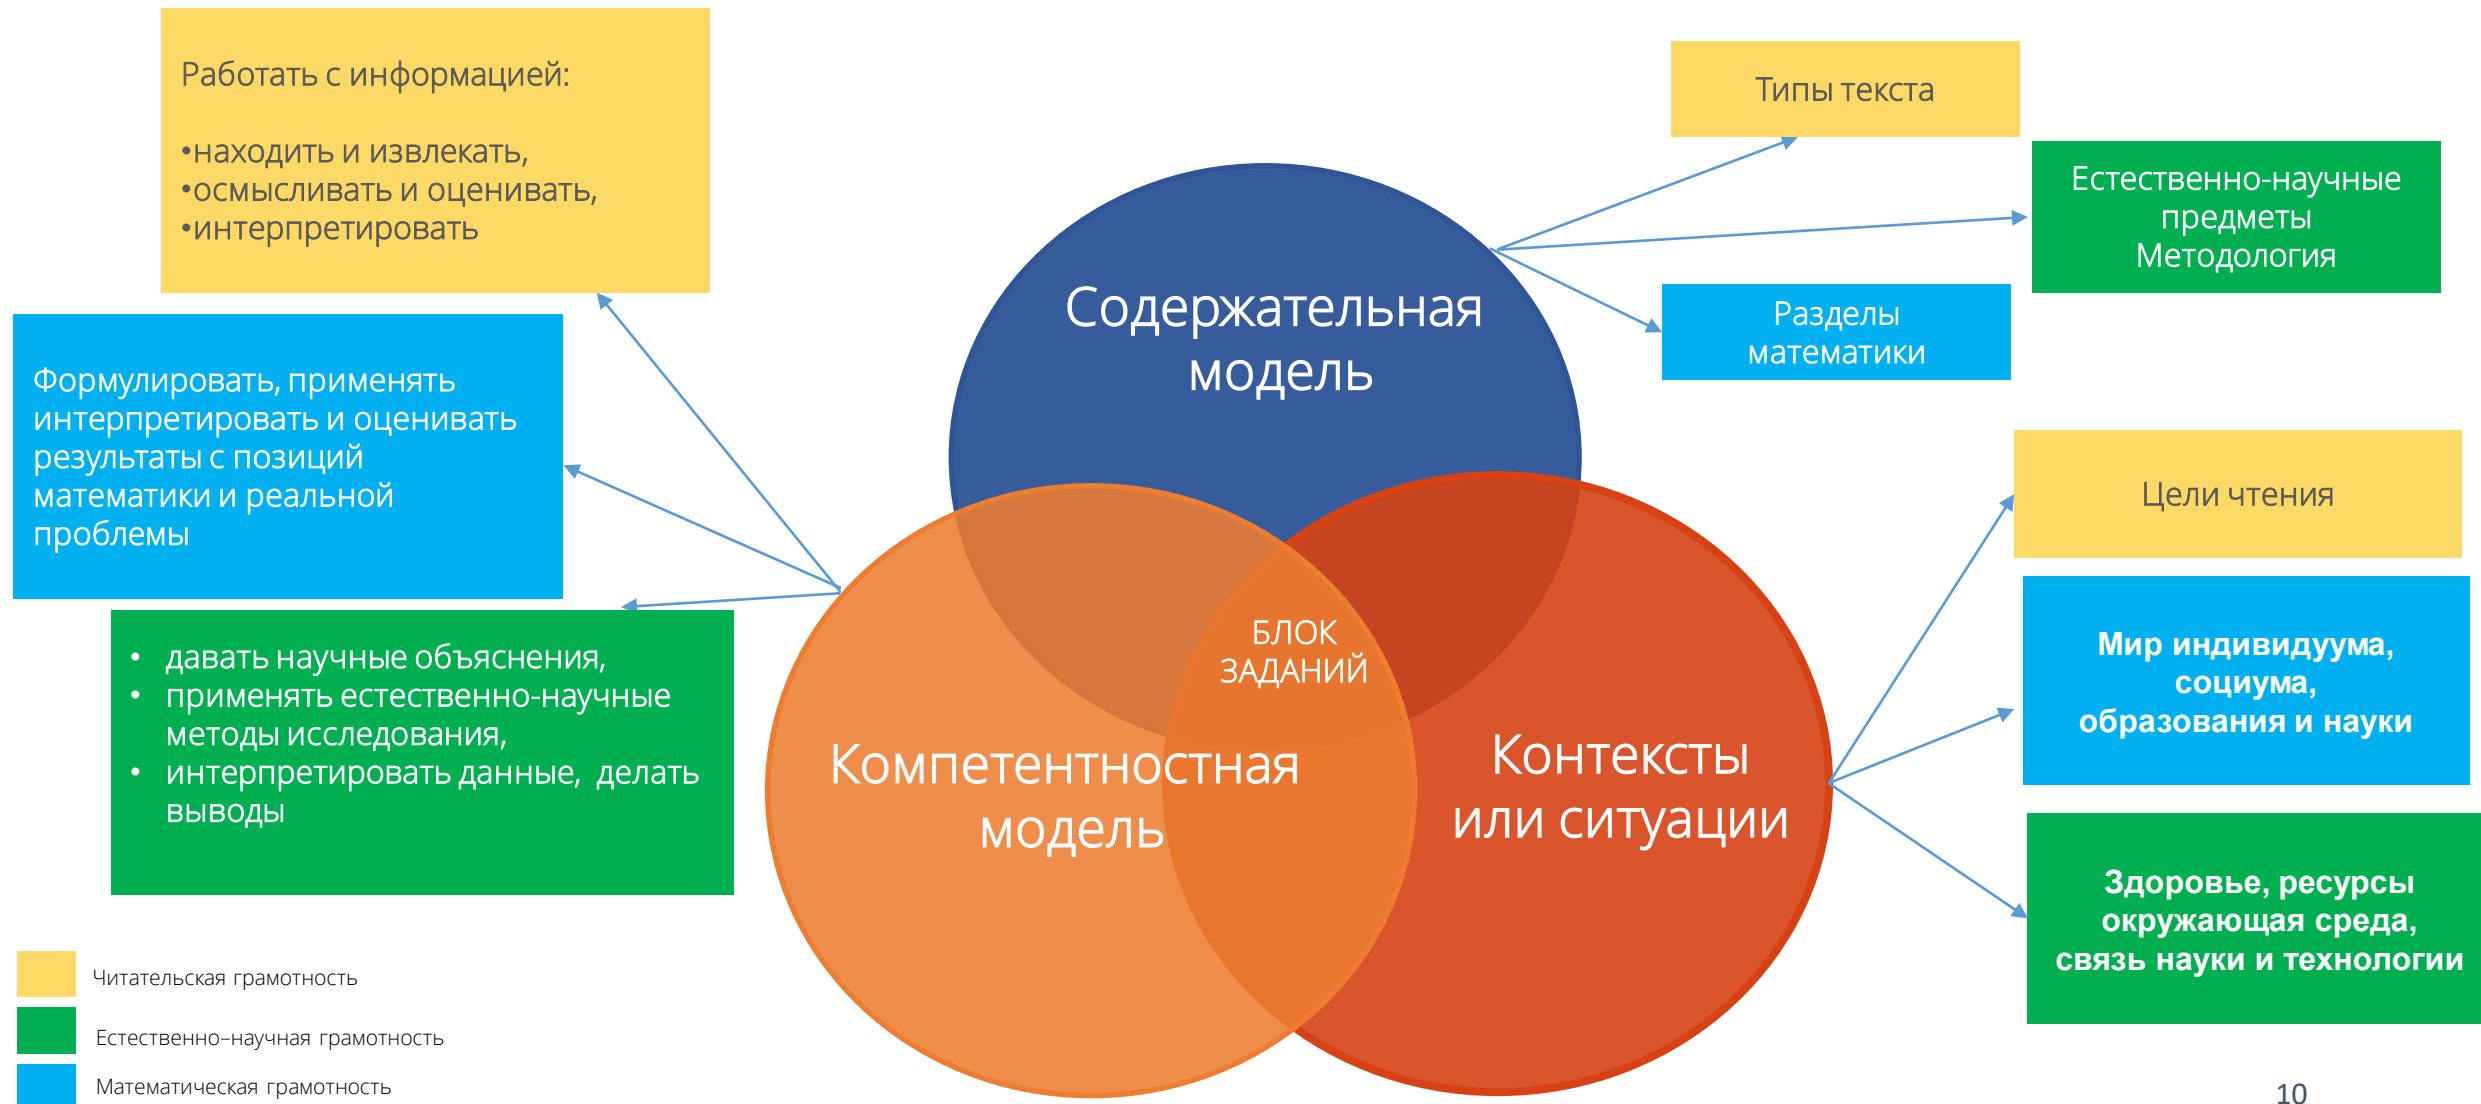 Работать с информацией:
•находить и извлекать,
•осмысливать и оценивать,
•интерпретировать
Формулировать, применять
интерпретировать и оценивать
результаты с позиций
математики и реальной
проблемы
• давать научные объяснения,
• применять естественно-научные
методы исследования,
• интерпретировать данные, делать
выводы
Содержательная
модель
Компетентностная
модель
БЛОК
ЗАДАНИЙ
Контексты
или ситуации
Типы текста
Естественно-научные
предметы
Методология
Разделы
математики
Цели чтения
Мир индивидуума,
социума,
образования и науки
Здоровье, ресурсы
окружающая среда,
связь науки и технологии
Читательская грамотность
Естественно–научная грамотность
Математическая грамотность
10